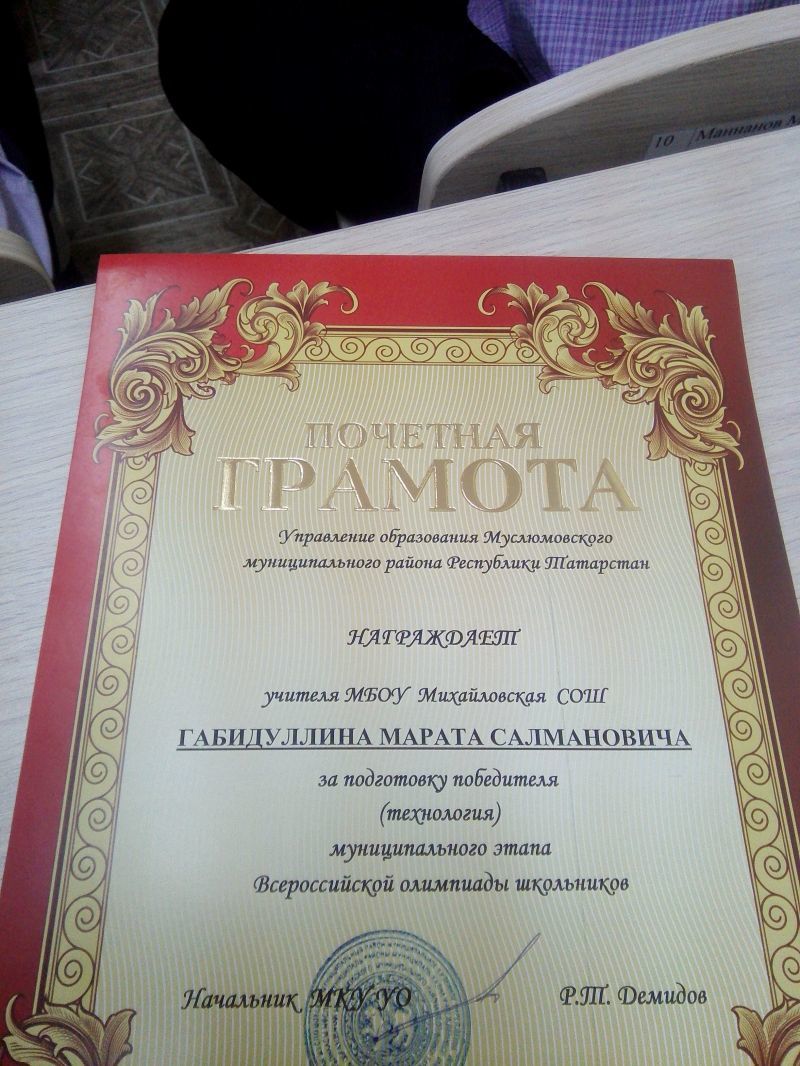 10 Маннанов М
ПОЧЕТНАЯ
ГРАМОТА
Управление образования Муслюмовского
муниципального района Республики Татарстан
НАГРАЖДАЕТ
учителя МБОУ Михайловская СОШ
ГАБИДУЛЛИНА МАРАТА САЛМАНОВИЧА
за подготовку победителя
(технология)
муниципального этапа
Всероссийской олимпиады школьников
Начальник МКУ УО Р.Т. Демидов